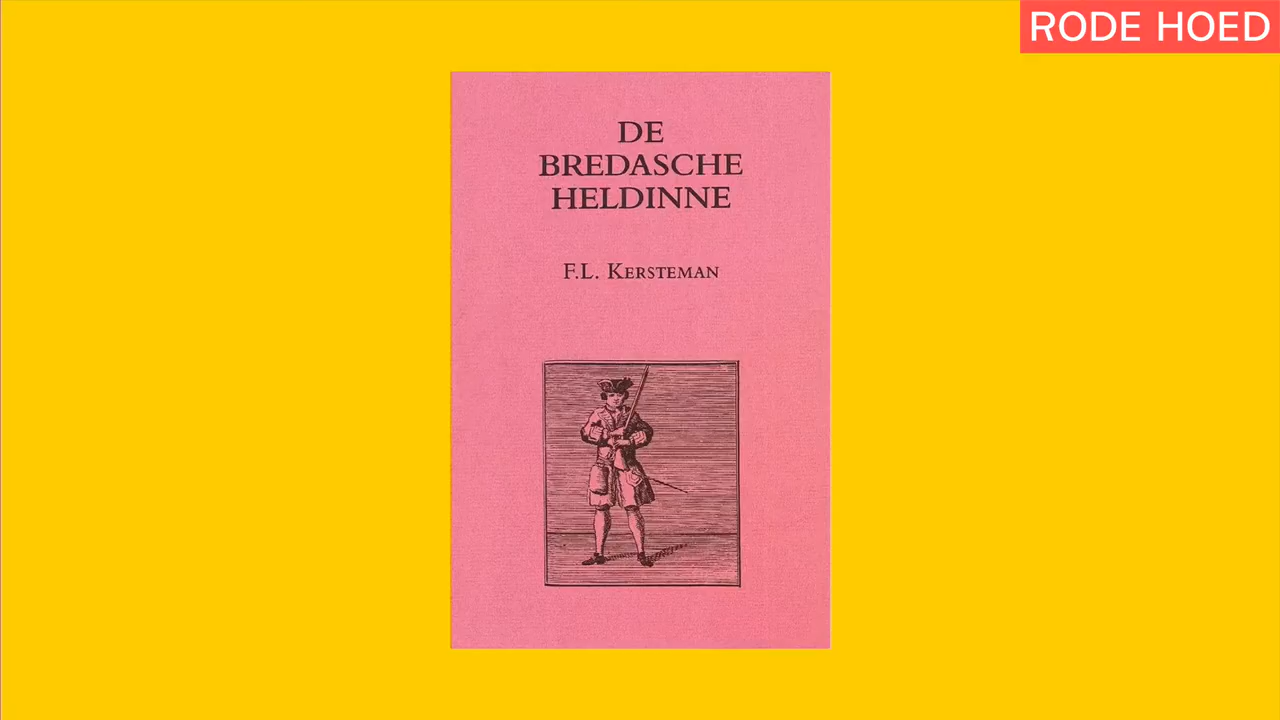 RODE HOED
DE
BREDASCHE
HELDINNE
F.L. KERSTEMAN